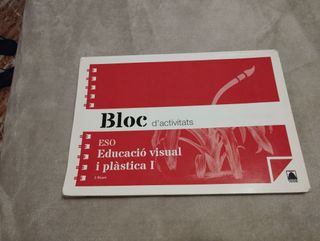 Bloc d'activitats
ESO
Educació visual
i plàstica I